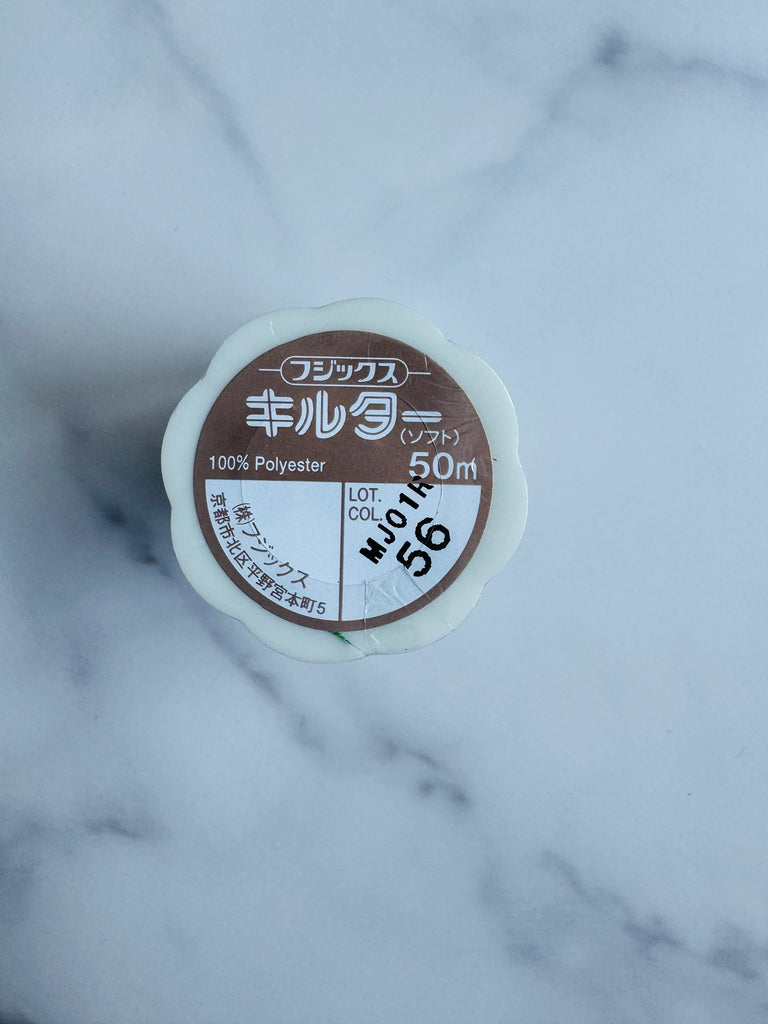 フジックス
キルター
(ソフト)
100% Polyester 50m
LOT. MJ01R
COL. 56
(株)フジックス
京都市北区平野宮本町5